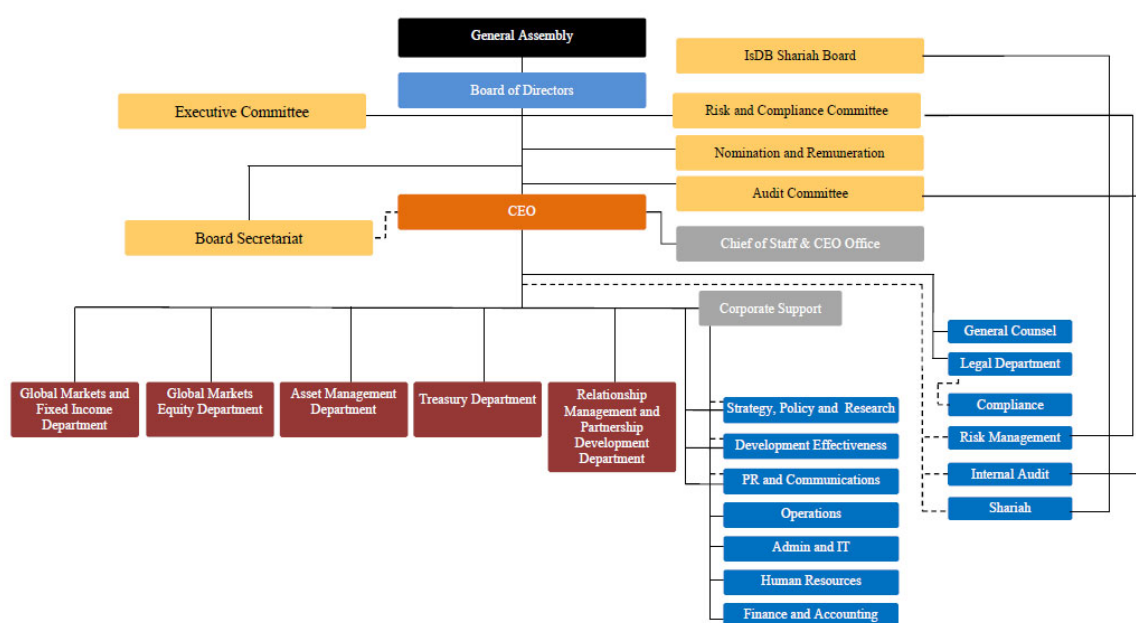 General Assembly
IsDB Shariah Board
Board of Directors
Executive Committee
Risk and Compliance Committee
Nomination and Remuneration
Audit Committee
CEO
Board Secretariat
Chief of Staff & CEO Office
Corporate Support
General Counsel
Legal Department
Compliance
Risk Management
Internal Audit
Shariah
Global Markets and
Fixed Income
Department
Global Markets
Equity Department
Asset Management
Department
Treasury Department
Relationship
Management and
Partnership
Development
Department
Strategy, Policy and Research
Development Effectiveness
PR and Communications
Operations
Admin and IT
Human Resources
Finance and Accounting